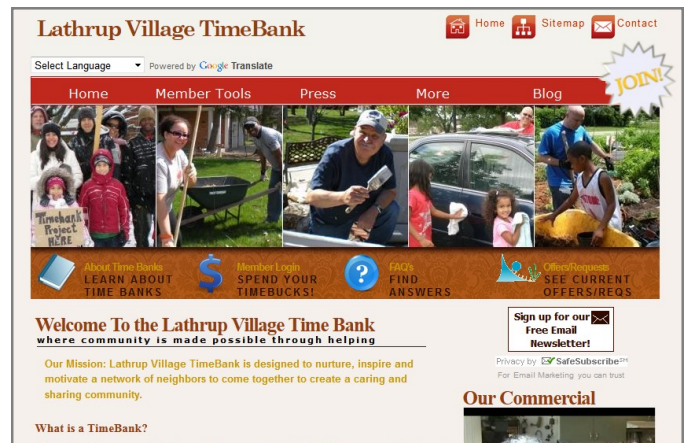 Lathrup Village TimeBank
Home Sitemap Contact
Select Language Powered by Google Translate
JOIN!
Home Member Tools Press More Blog
Timebank
Project
HERE
About Time Banks
LEARN ABOUT
TIME BANKS
Member Login
SPEND YOUR
TIMEBUCKS!
FAQ's
FIND
ANSWERS
Offers/Requests
SEE CURRENT
OFFERS/REQS
Welcome To the Lathrup Village Time Bank
where community is made possible through helping
Our Mission: Lathrup Village TimeBank is designed to nurture, inspire and
motivate a network of neighbors to come together to create a caring and
sharing community.
What is a TimeBank?
Sign up for our
Free Email
Newsletter!
Privacy by SafeSubscribe SM
For Email Marketing you can trust
Our Commercial